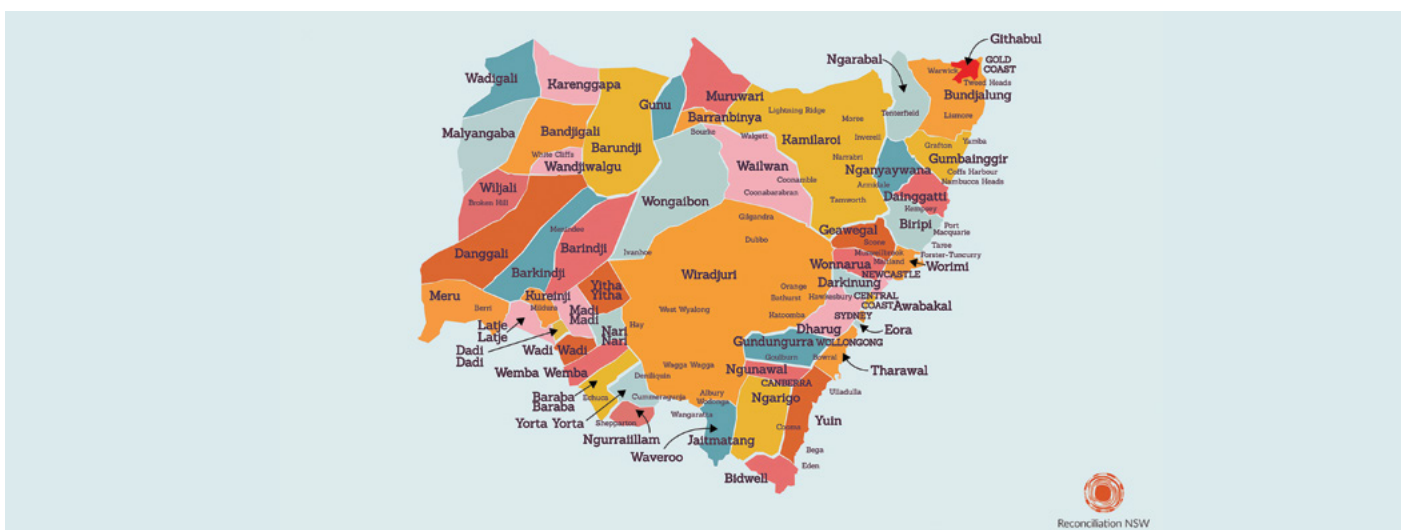 Githabul
Ngarabal
GOLD
COAST
Warwick
Tweed Heads
Wadigali
Karenggapa
Bundjalung
Gunu
Muruwari
Lightning Ridge
Tenterfield
Lismore
Barranbinya
Moree
Malyangaba
Bandjigali
Barundji
Bourke
Walgett
Kamilaroi
Inverell
Yamba
Grafton
White Cliffs
Wandjiwalgu
Wailwan
Narrabri
Gumbainggir
Nganyaywana
Coffs Harbour
Coonamble
Armidale
Nambucca Heads
Wiljali
Coonabarabran
Dainggatti
Broken Hill
Wongaibon
Tamworth
Kempsey
Gilgandra
Biripi
Port
Macquarie
Menindee
Geawegal
Dubbo
Scone
Taree
Danggali
Barindji
Ivanhoe
Muswellbrook
Forster-Tuncurry
Wonnarua
Maitland
Worimi
Barkindji
Wiradjuri
NEWCASTLE
Yitha
Yitha
Darkinung
Meru
Kureinji
Madi
Madi
Orange
Bathurst
Hawkesbury
CENTRAL
COAST
Awabakal
Berri
Mildura
West Wyalong
Katoomba
SYDNEY
Latje
Latje
Nari
Nari
Hay
Dharug
Eora
Dadi
Dadi
Wadi Wadi
Gundungurra
WOLLONGONG
Goulburn
Bowral
Wemba Wemba
Wagga Wagga
Ngunawal
Tharawal
Deniliquin
CANBERRA
Baraba
Baraba
Echuca
Cummeragunja
Albury
Wodonga
Ngarigo
Ulladulla
Yorta Yorta
Shepparton
Wangaratta
Cooma
Yuin
Ngurraiillam
Jaitmatang
Waveroo
Bega
Eden
Bidwell
Reconciliation NSW